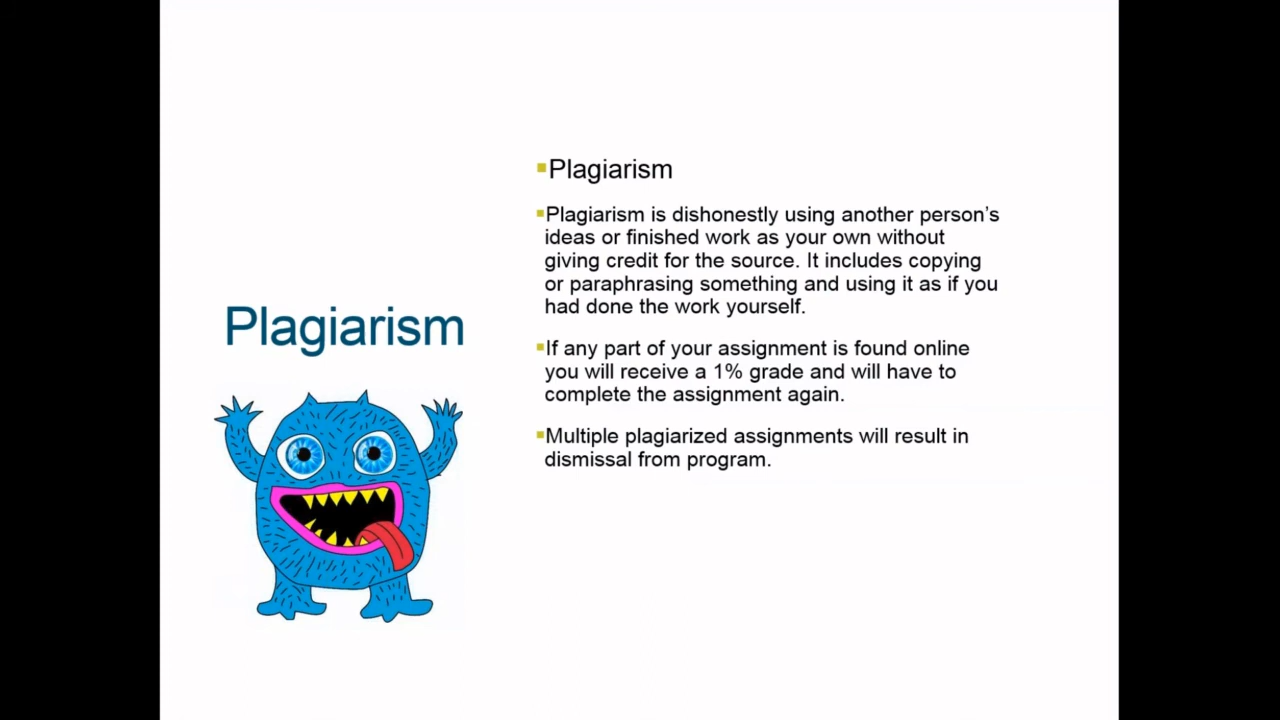 Plagiarism
Plagiarism
Plagiarism is dishonestly using another person's
ideas or finished work as your own without
giving credit for the source. It includes copying
or paraphrasing something and using it as if you
had done the work yourself.
If any part of your assignment is found online
you will receive a 1% grade and will have to
complete the assignment again.
Multiple plagiarized assignments will result in
dismissal from program.